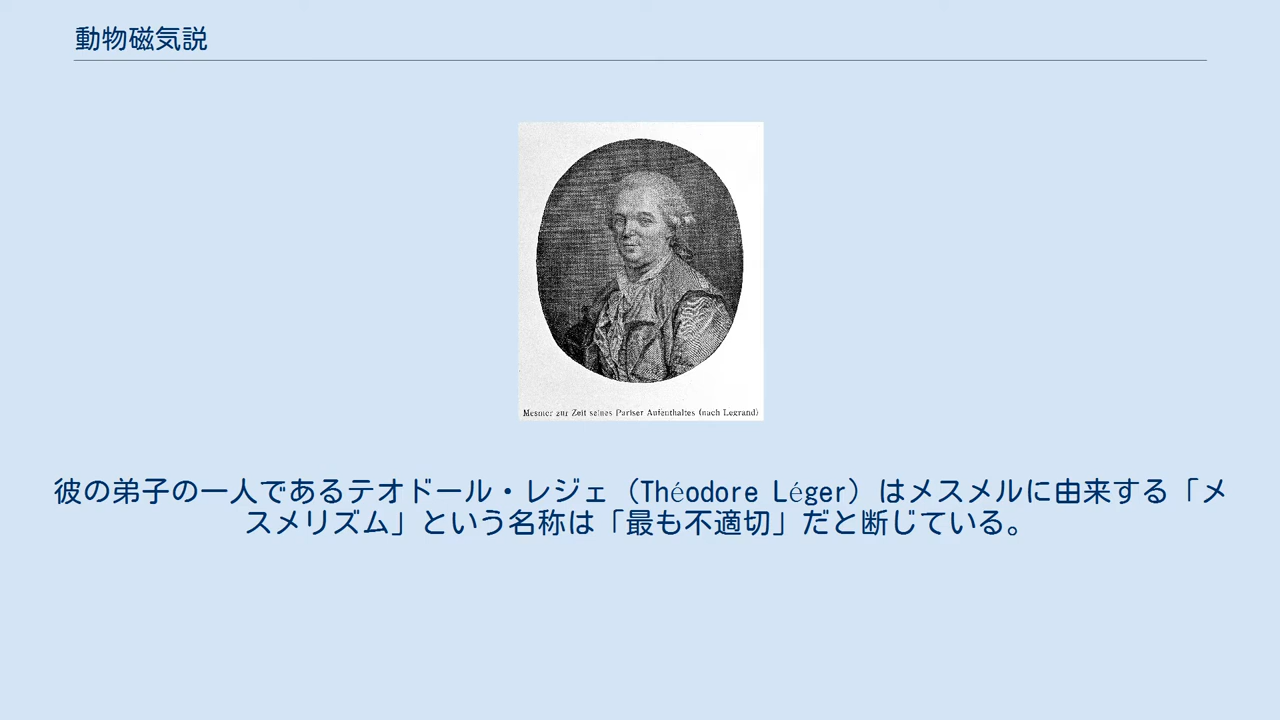 動物磁気説
Mesmer zur Zeit seines Pariser Aufenthaltes (nach Legrand)
彼の弟子の一人であるテオドール・レジェ（Théodore Léger）はメスメルに由来する「メ
スメリズム」という名称は「最も不適切」だと断じている。